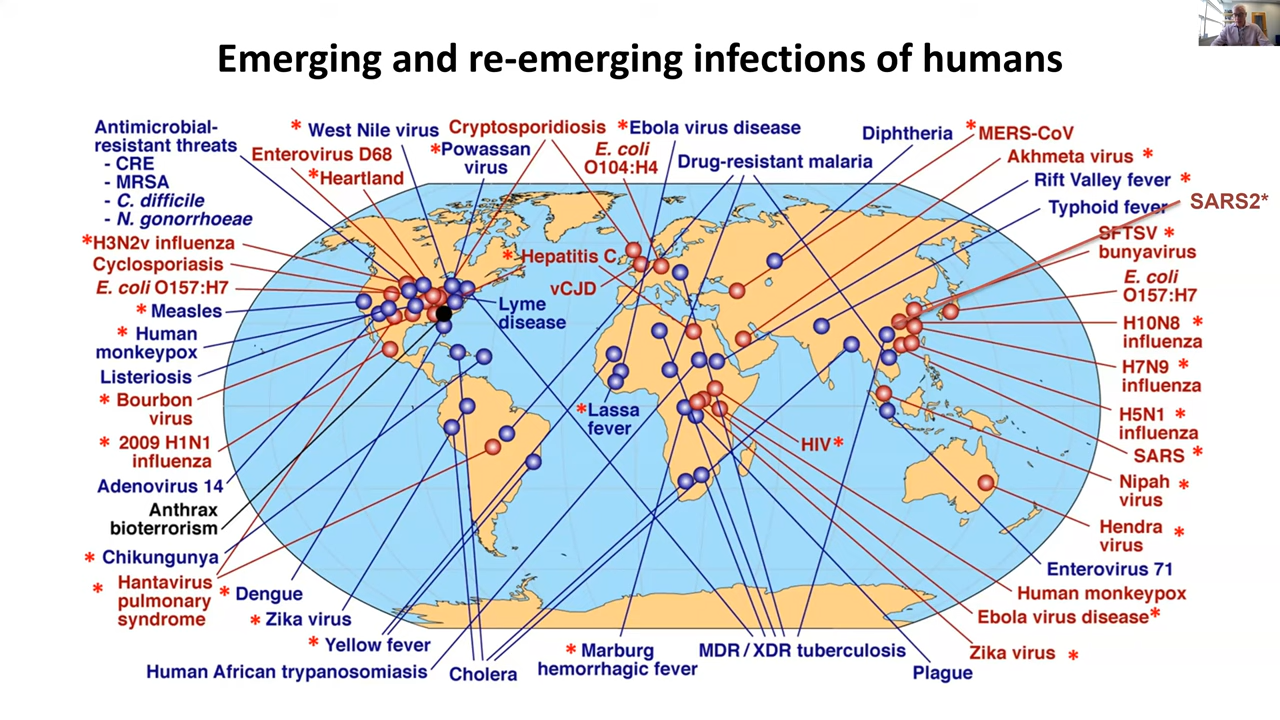 Emerging and re-emerging infections of humans
Antimicrobial-
resistant threats
- CRE
- MRSA
- C. difficile
- N. gonorrhoeae
* West Nile virus
Enterovirus D68
*Heartland
Cryptosporidiosis
*Powassan
virus
*Ebola virus disease
E. coli
O104:H4
Drug-resistant malaria
Diphtheria
*MERS-CoV
Akhmeta virus *
Rift Valley fever *
Typhoid fever
SARS2*
SFTSV *
bunyavirus
E. coli
O157:H7
H10N8 *
influenza
H7N9 *
influenza
H5N1 *
influenza
SARS *
Nipah *
virus
Hendra *
virus
Enterovirus 71
Human monkeypox
Ebola virus disease*
Zika virus *
Plague
*H3N2v influenza
Cyclosporiasis
E. coli O157:H7
* Measles
* Human
monkeypox
Listeriosis
* Bourbon
virus
* 2009 H1N1
influenza
Adenovirus 14
Anthrax
bioterrorism
* Chikungunya
* Hantavirus
pulmonary
syndrome
* Dengue
* Zika virus
* Yellow fever
Human African trypanosomiasis
Cholera
* Marburg
hemorrhagic fever
MDR / XDR tuberculosis
* Hepatitis C
vCJD
Lyme
disease
*Lassa
fever
HIV*